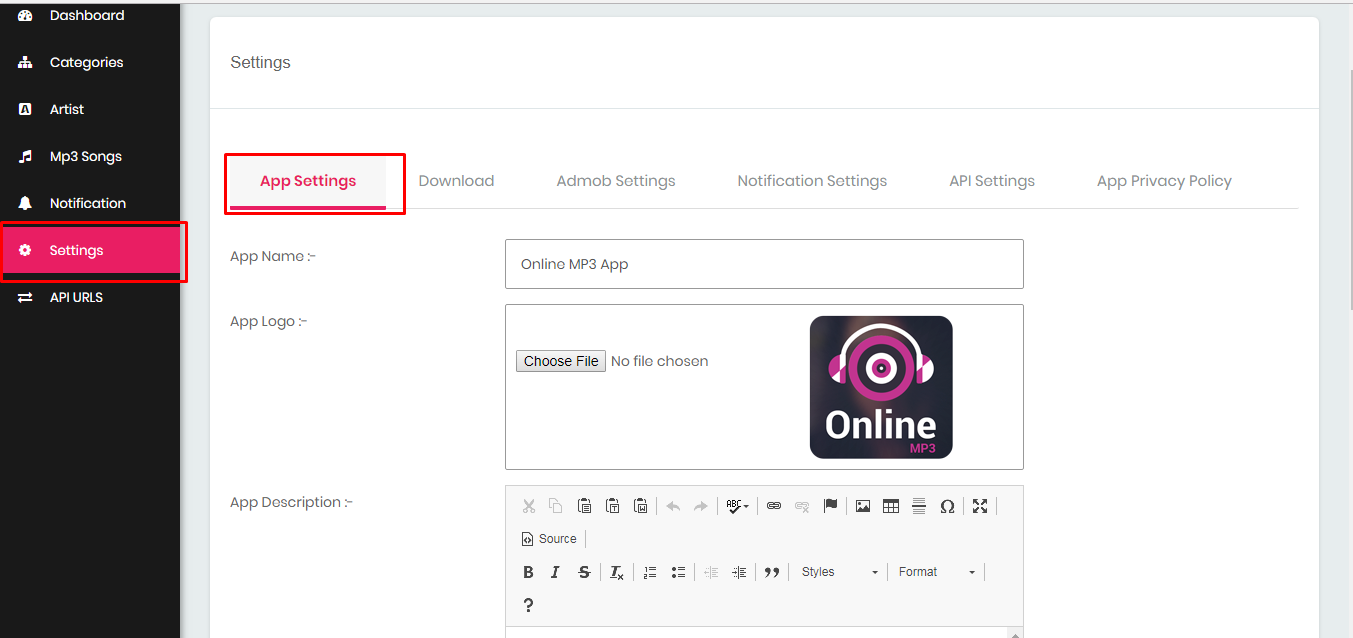 Dashboard
Categories
Artist
Mp3 Songs
Notification
Settings
API URLS
Settings
App Settings Download Admob Settings Notification Settings API Settings App Privacy Policy
App Name :-
Online MP3 App
App Logo :-
Choose File No file chosen
Online
MP3
App Description :-
ABC
Source
B I S Tx
Styles Format
?